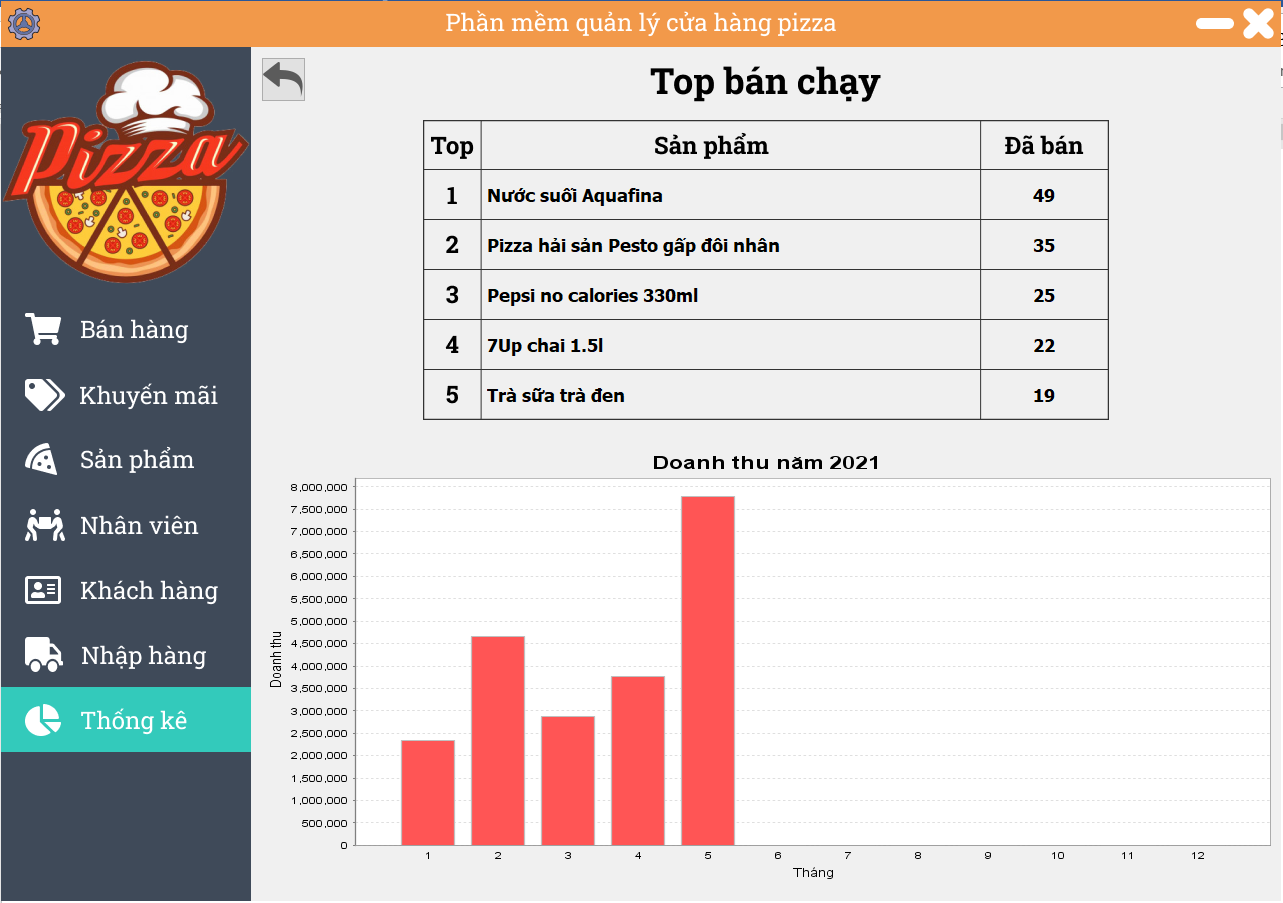 Phần mềm quản lý cửa hàng pizza
Pizza
Bán hàng
Khuyến mãi
Sản phẩm
Nhân viên
Khách hàng
Nhập hàng
Thống kê
Top bán chạy
Top Sản phẩm Đã bán
1 Nước suối Aquafina 49
2 Pizza hải sản Pesto gấp đôi nhân 35
3 Pepsi no calories 330ml 25
4 7Up chai 1.5l 22
5 Trà sữa trà đen 19
Doanh thu năm 2021
Doanh thu
8,000,000
7,500,000
7,000,000
6,500,000
6,000,000
5,500,000
5,000,000
4,500,000
4,000,000
3,500,000
3,000,000
2,500,000
2,000,000
1,500,000
1,000,000
500,000
0
1 2 3 4 5 6 7 8 9 10 11 12
Tháng